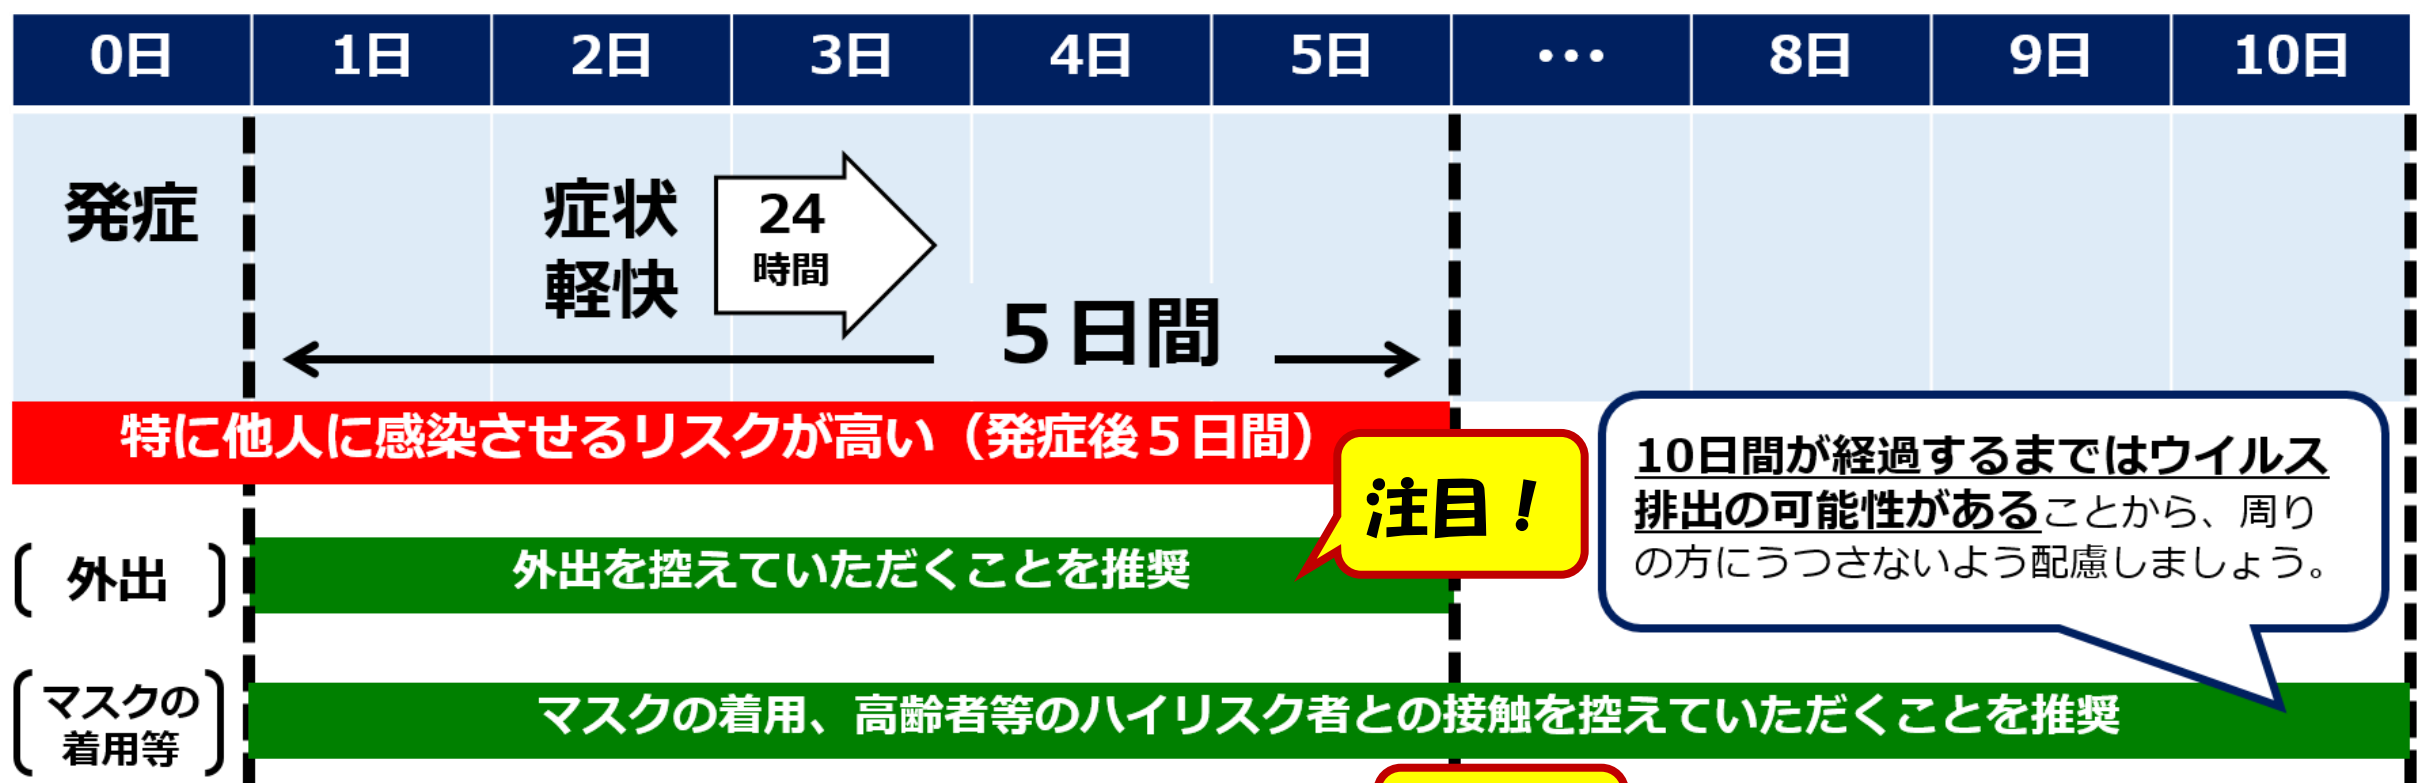 0日 1日 2日 3日 4日 5日 ・・・ 8日 9日 10日
発症
症状
軽快
24
時間
５日間
特に他人に感染させるリスクが高い（発症後５日間）
注目！
10日間が経過するまではウイルス
排出の可能性があることから、周り
の方にうつさないよう配慮しましょう。
〔外出〕
外出を控えていただくことを推奨
〔マスクの
着用等〕
マスクの着用、高齢者等のハイリスク者との接触を控えていただくことを推奨